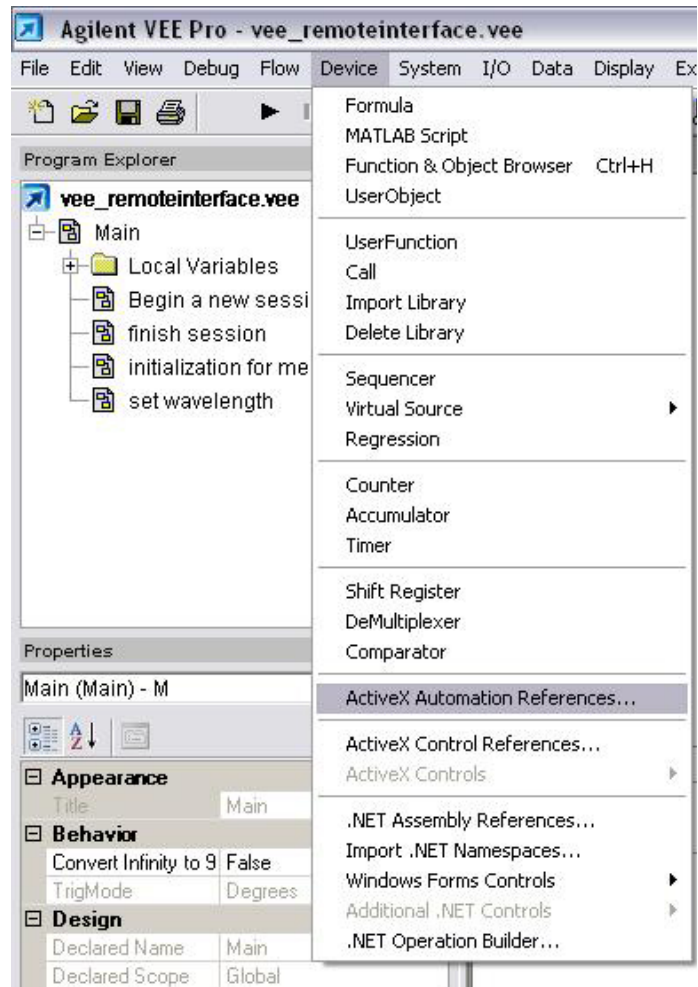 Agilent VEE Pro - vee_remoteinterface.vee
File Edit View Debug Flow Device System I/O Data Display Ex
Program Explorer
vee_remoteinterface.vee
Main
Local Variables
Begin a new sessi
finish session
initialization for me
set wavelength
Formula
MATLAB Script
Function & Object Browser Ctrl+H
UserObject
UserFunction
Call
Import Library
Delete Library
Sequencer
Virtual Source
Regression
Counter
Accumulator
Timer
Shift Register
DeMultiplexer
Comparator
ActiveX Automation References...
ActiveX Control References...
ActiveX Controls
.NET Assembly References...
Import .NET Namespaces...
Windows Forms Controls
Additional .NET Controls
.NET Operation Builder...
Properties
Main (Main) - M
Appearance
Title Main
Behavior
Convert Infinity to 9 False
TrigMode Degrees
Design
Declared Name Main
Declared Scope Global